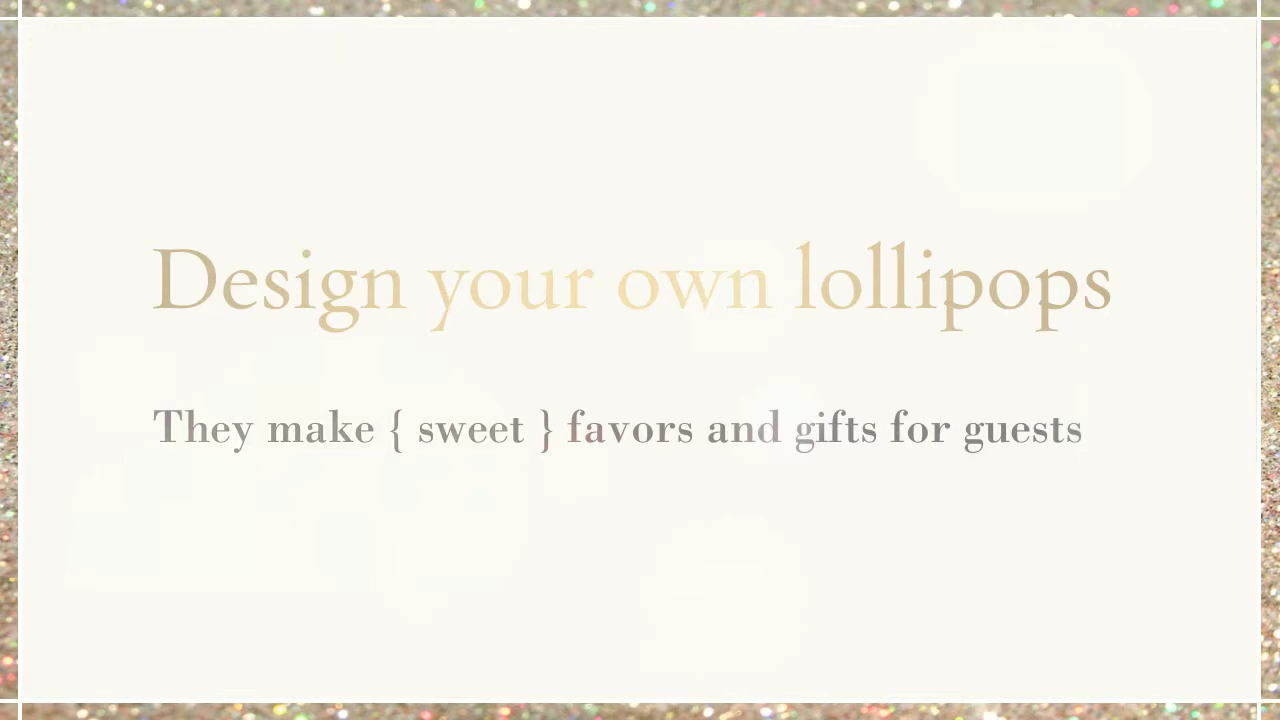 Design your own lollipops
They make { sweet } favors and gifts for guests